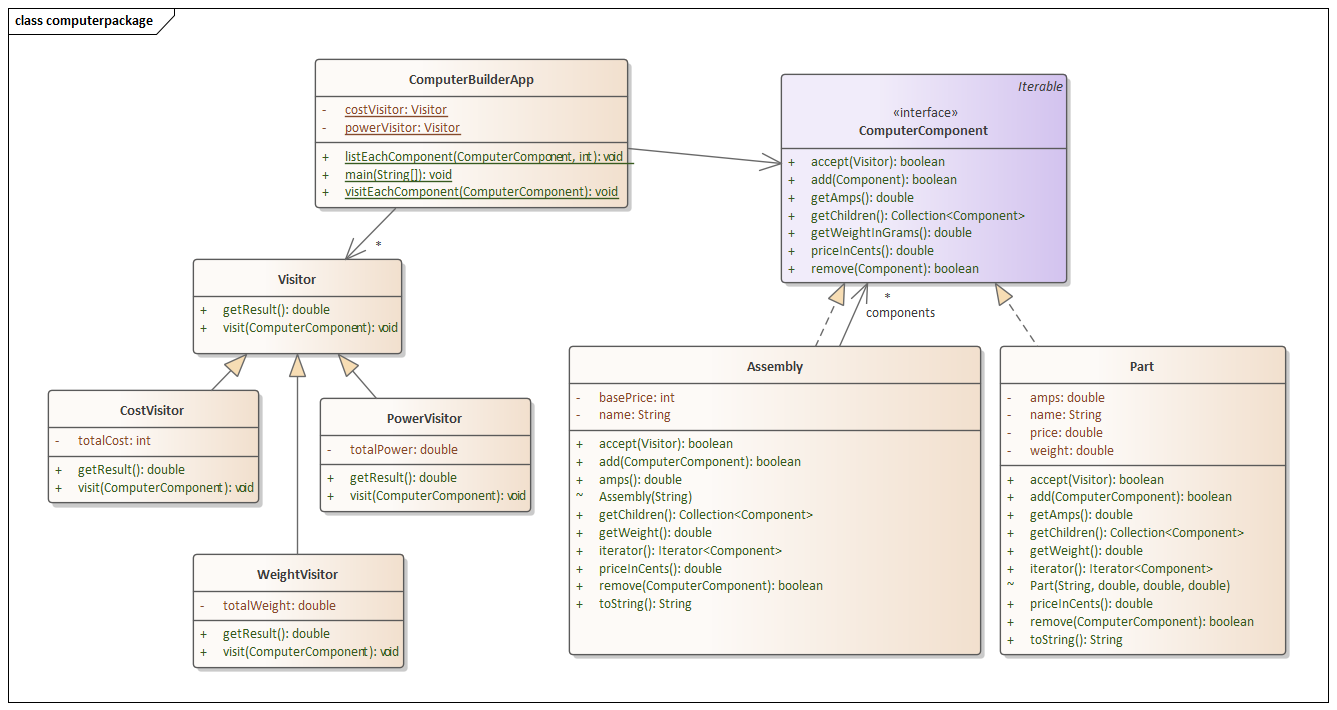 class computerpackage
ComputerBuilderApp
- costVisitor: Visitor
- powerVisitor: Visitor
+ listEachComponent(ComputerComponent, int): void
+ main(String[]): void
+ visitEachComponent(ComputerComponent): void
Iterable
«interface»
ComputerComponent
+ accept(Visitor): boolean
+ add(Component): boolean
+ getAmps(): double
+ getChildren(): Collection<Component>
+ getWeightInGrams(): double
+ priceInCents(): double
+ remove(Component): boolean
*
Visitor
+ getResult(): double
+ visit(ComputerComponent): void
*
components
CostVisitor
- totalCost: int
+ getResult(): double
+ visit(ComputerComponent): void
PowerVisitor
- totalPower: double
+ getResult(): double
+ visit(ComputerComponent): void
WeightVisitor
- totalWeight: double
+ getResult(): double
+ visit(ComputerComponent): void
Assembly
- basePrice: int
- name: String
+ accept(Visitor): boolean
+ add(ComputerComponent): boolean
+ amps(): double
~ Assembly(String)
+ getChildren(): Collection<Component>
+ getWeight(): double
+ iterator(): Iterator<Component>
+ priceInCents(): double
+ remove(ComputerComponent): boolean
+ toString(): String
Part
- amps: double
- name: String
- price: double
- weight: double
+ accept(Visitor): boolean
+ add(ComputerComponent): boolean
+ getAmps(): double
+ getChildren(): Collection<Component>
+ getWeight(): double
+ iterator(): Iterator<Component>
~ Part(String, double, double, double)
+ priceInCents(): double
+ remove(ComputerComponent): boolean
+ toString(): String